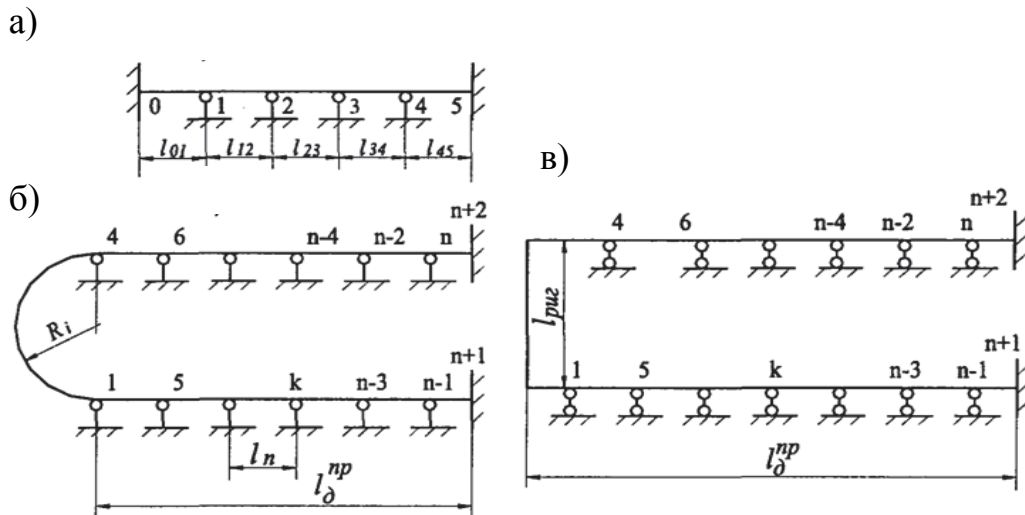 а)
0 1 2 3 4 5
l01 l12 l23 l34 l45
б)
n+2
4 6 n-4 n-2 n
Ri
n+1
1 5 k n-3 n-1
lп
lдпр
в)
n+2
4 6 n-4 n-2 n
lриг
n+1
1 5 k n-3 n-1
lдпр